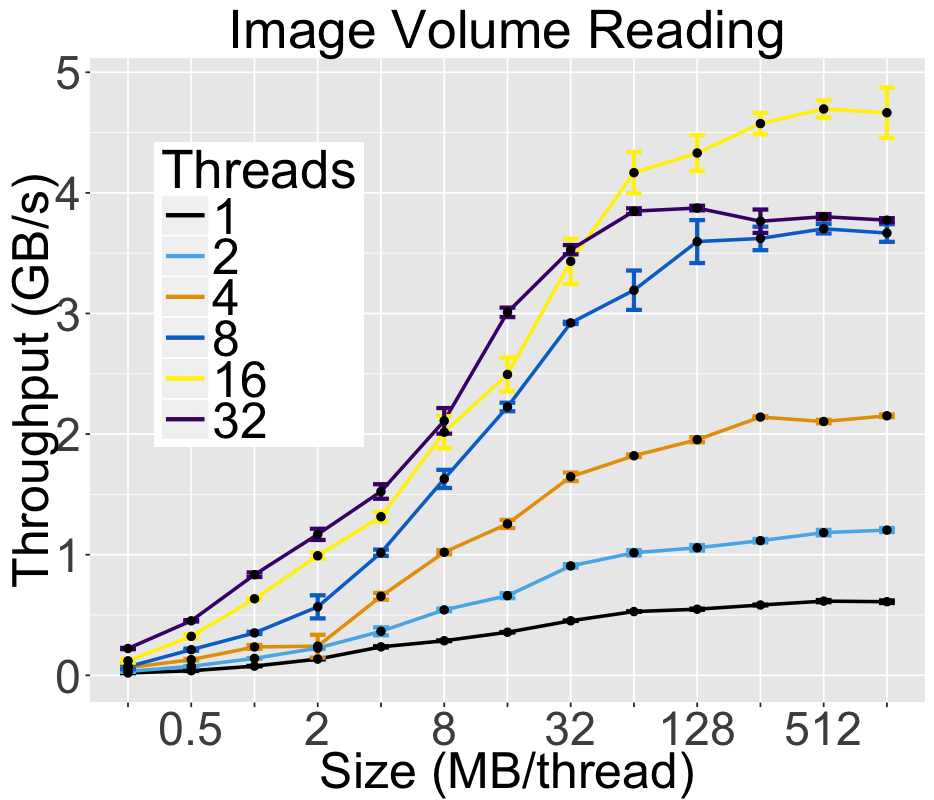 Image Volume Reading
5
4
3
2
1
0
Throughput (GB/s)
Threads
1
2
4
8
16
32
0.5 2 8 32 128 512
Size (MB/thread)